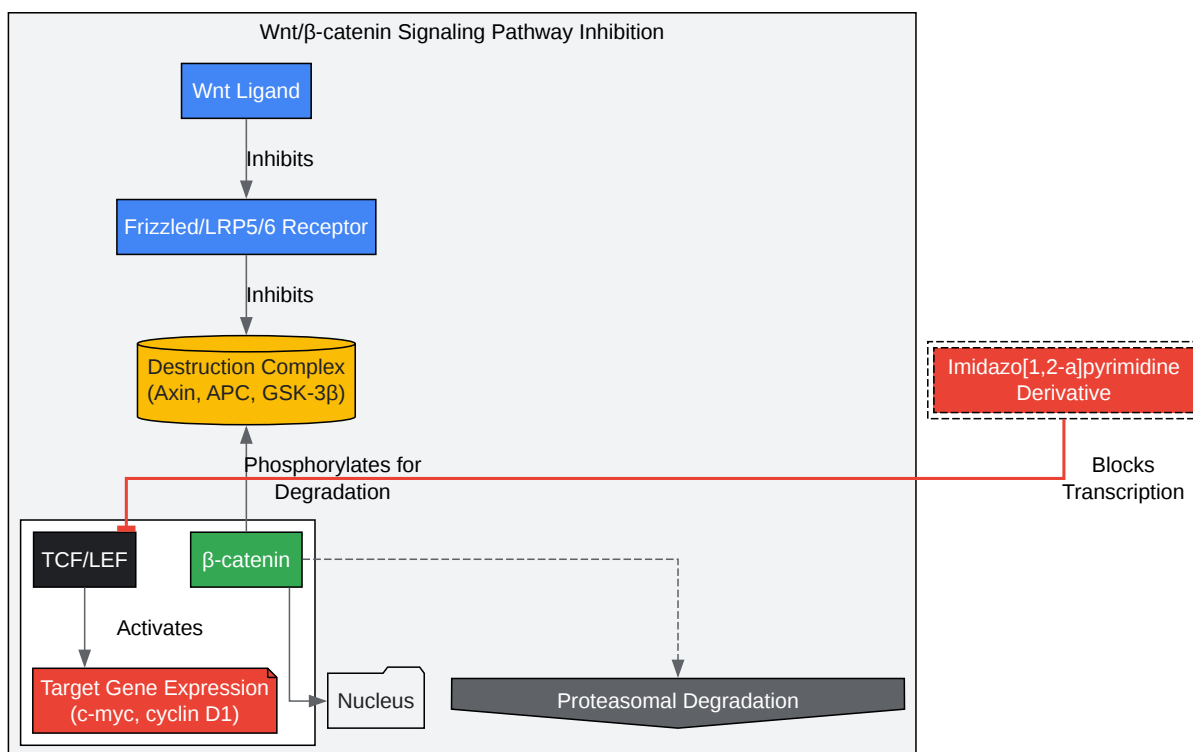 Wnt/β-catenin Signaling Pathway Inhibition
Wnt Ligand
Inhibits
Frizzled/LRP5/6 Receptor
Inhibits
Destruction Complex
(Axin, APC, GSK-3β)
Imidazo[1,2-a]pyrimidine
Derivative
Phosphorylates for
Degradation
Blocks
Transcription
TCF/LEF
β-catenin
Activates
Target Gene Expression
(c-myc, cyclin D1)
Nucleus
Proteasomal Degradation